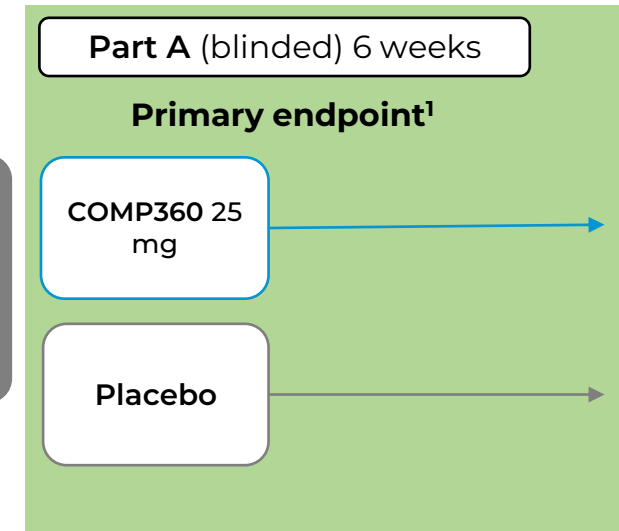 Part A (blinded) 6 weeks
Primary endpoint¹
COMP360 25
mg
Placebo